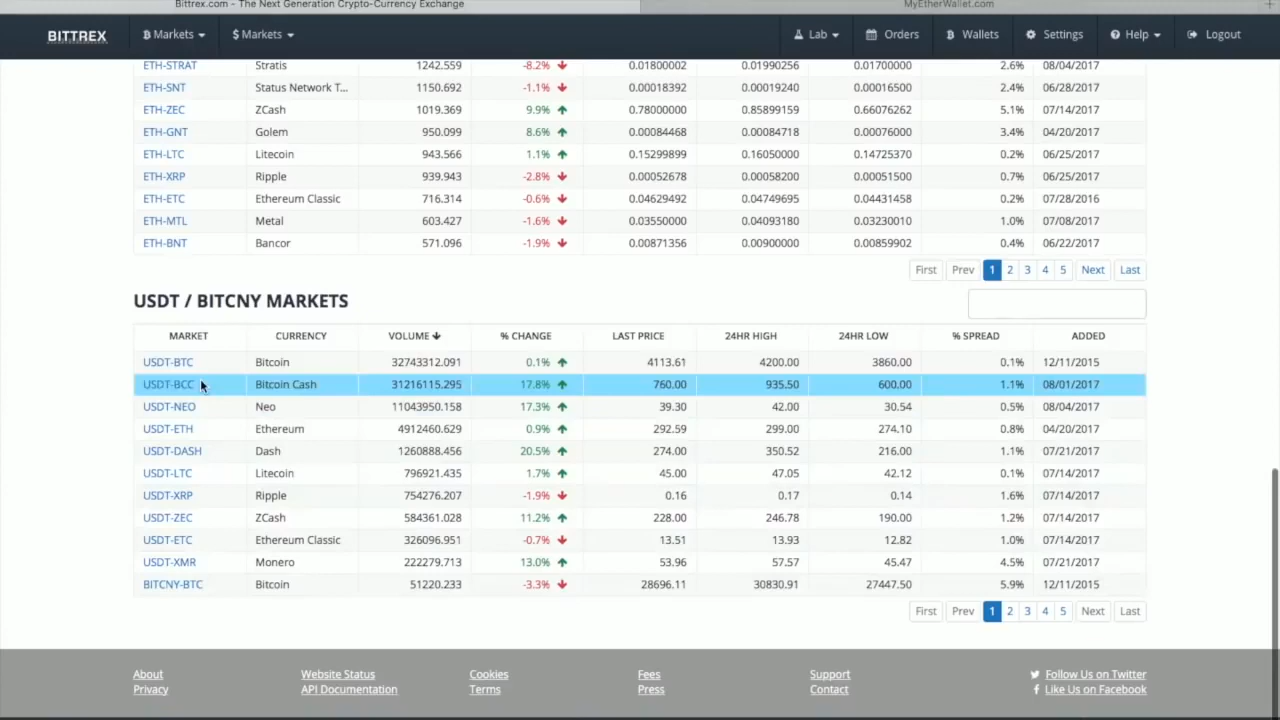 Bittrex.com - The Next Generation Crypto-Currency Exchange MyEtherWallet.com
BITTREX Ƀ Markets $ Markets Lab Orders Ƀ Wallets Settings Help Logout
ETH-STRAT Stratis 1242.559 -8.2% 0.01800002 0.01990256 0.01700000 2.6% 08/04/2017
ETH-SNT Status Network T... 1150.692 -1.1% 0.00018392 0.00019240 0.00016500 2.4% 06/28/2017
ETH-ZEC ZCash 1019.369 9.9% 0.78000000 0.85899159 0.66076262 5.1% 07/14/2017
ETH-GNT Golem 950.099 8.6% 0.00084468 0.00084718 0.00076000 3.4% 04/20/2017
ETH-LTC Litecoin 943.566 1.1% 0.15299899 0.16050000 0.14725370 0.2% 06/25/2017
ETH-XRP Ripple 939.943 -2.8% 0.00052678 0.00058200 0.00051500 0.7% 06/25/2017
ETH-ETC Ethereum Classic 716.314 -0.6% 0.04629492 0.04749695 0.04431458 0.2% 07/28/2016
ETH-MTL Metal 603.427 -1.6% 0.03550000 0.04093180 0.03230010 1.0% 07/08/2017
ETH-BNT Bancor 571.096 -1.9% 0.00871356 0.00900000 0.00859902 0.4% 06/22/2017
First Prev 1 2 3 4 5 Next Last
USDT / BITCNY MARKETS
MARKET CURRENCY VOLUME % CHANGE LAST PRICE 24HR HIGH 24HR LOW % SPREAD ADDED
USDT-BTC Bitcoin 32743312.091 0.1% 4113.61 4200.00 3860.00 0.1% 12/11/2015
USDT-BCC Bitcoin Cash 31216115.295 17.8% 760.00 935.50 600.00 1.1% 08/01/2017
USDT-NEO Neo 11043950.158 17.3% 39.30 42.00 30.54 0.5% 08/04/2017
USDT-ETH Ethereum 4912460.629 0.9% 292.59 299.00 274.10 0.8% 04/20/2017
USDT-DASH Dash 1260888.456 20.5% 274.00 350.52 216.00 1.1% 07/21/2017
USDT-LTC Litecoin 796921.435 1.7% 45.00 47.05 42.12 0.1% 07/14/2017
USDT-XRP Ripple 754276.207 -1.9% 0.16 0.17 0.14 1.6% 07/14/2017
USDT-ZEC ZCash 584361.028 11.2% 228.00 246.78 190.00 1.2% 07/14/2017
USDT-ETC Ethereum Classic 326096.951 -0.7% 13.51 13.93 12.82 1.0% 07/14/2017
USDT-XMR Monero 222279.713 13.0% 53.96 57.57 45.47 4.5% 07/21/2017
BITCNY-BTC Bitcoin 51220.233 -3.3% 28696.11 30830.91 27447.50 5.9% 12/11/2015
First Prev 1 2 3 4 5 Next Last
About Website Status Cookies Fees Support Follow Us on Twitter
Privacy API Documentation Terms Press Contact Like Us on Facebook